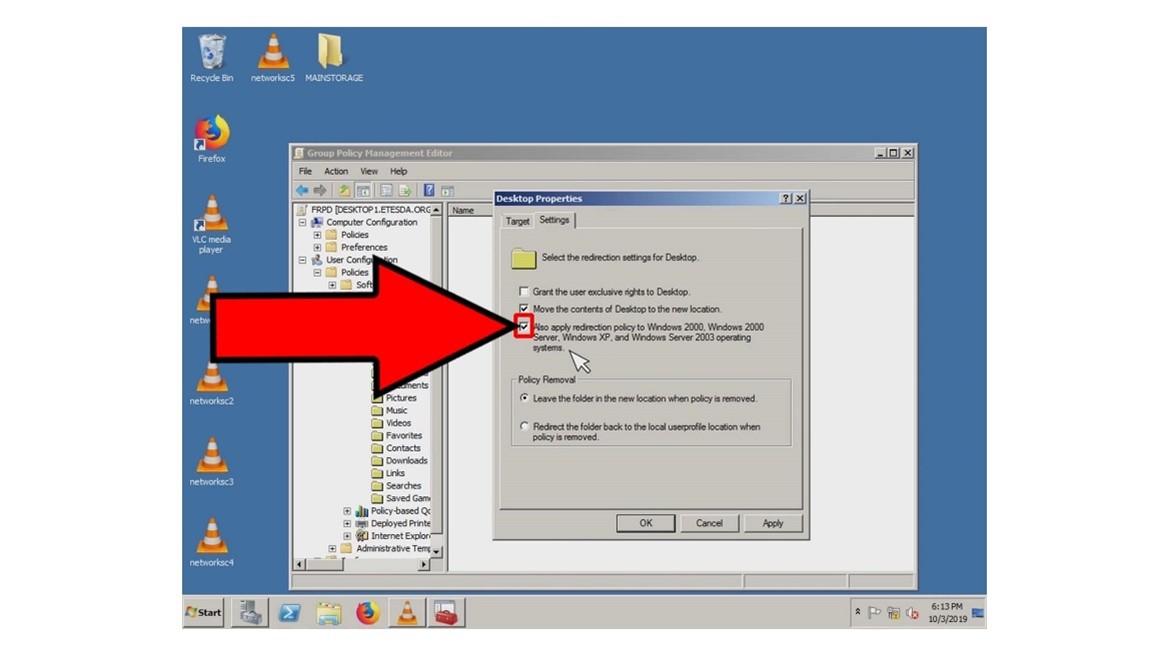 Recycle Bin
networksc5
MAINSTORAGE
Firefox
VLC media
player
networksc2
networksc3
networksc4
Group Policy Management Editor
File Action View Help
FRPD [DESKTOP1.ETESDA.ORG
Computer Configuration
Policies
Preferences
User Configuration
Policies
Name
Pictures
Music
Videos
Favorites
Contacts
Downloads
Links
Searches
Saved Gam
Policy-based Qo
Deployed Printe
Internet Explor
Administrative Temp
Desktop Properties
Target Settings
Select the redirection settings for Desktop.
Grant the user exclusive rights to Desktop.
Move the contents of Desktop to the new location.
Also apply redirection policy to Windows 2000, Windows 2000
Server, Windows XP, and Windows Server 2003 operating
systems.
Policy Removal
Leave the folder in the new location when policy is removed.
Redirect the folder back to the local userprofile location when
policy is removed.
OK Cancel Apply
Start
6:13 PM
10/3/2019